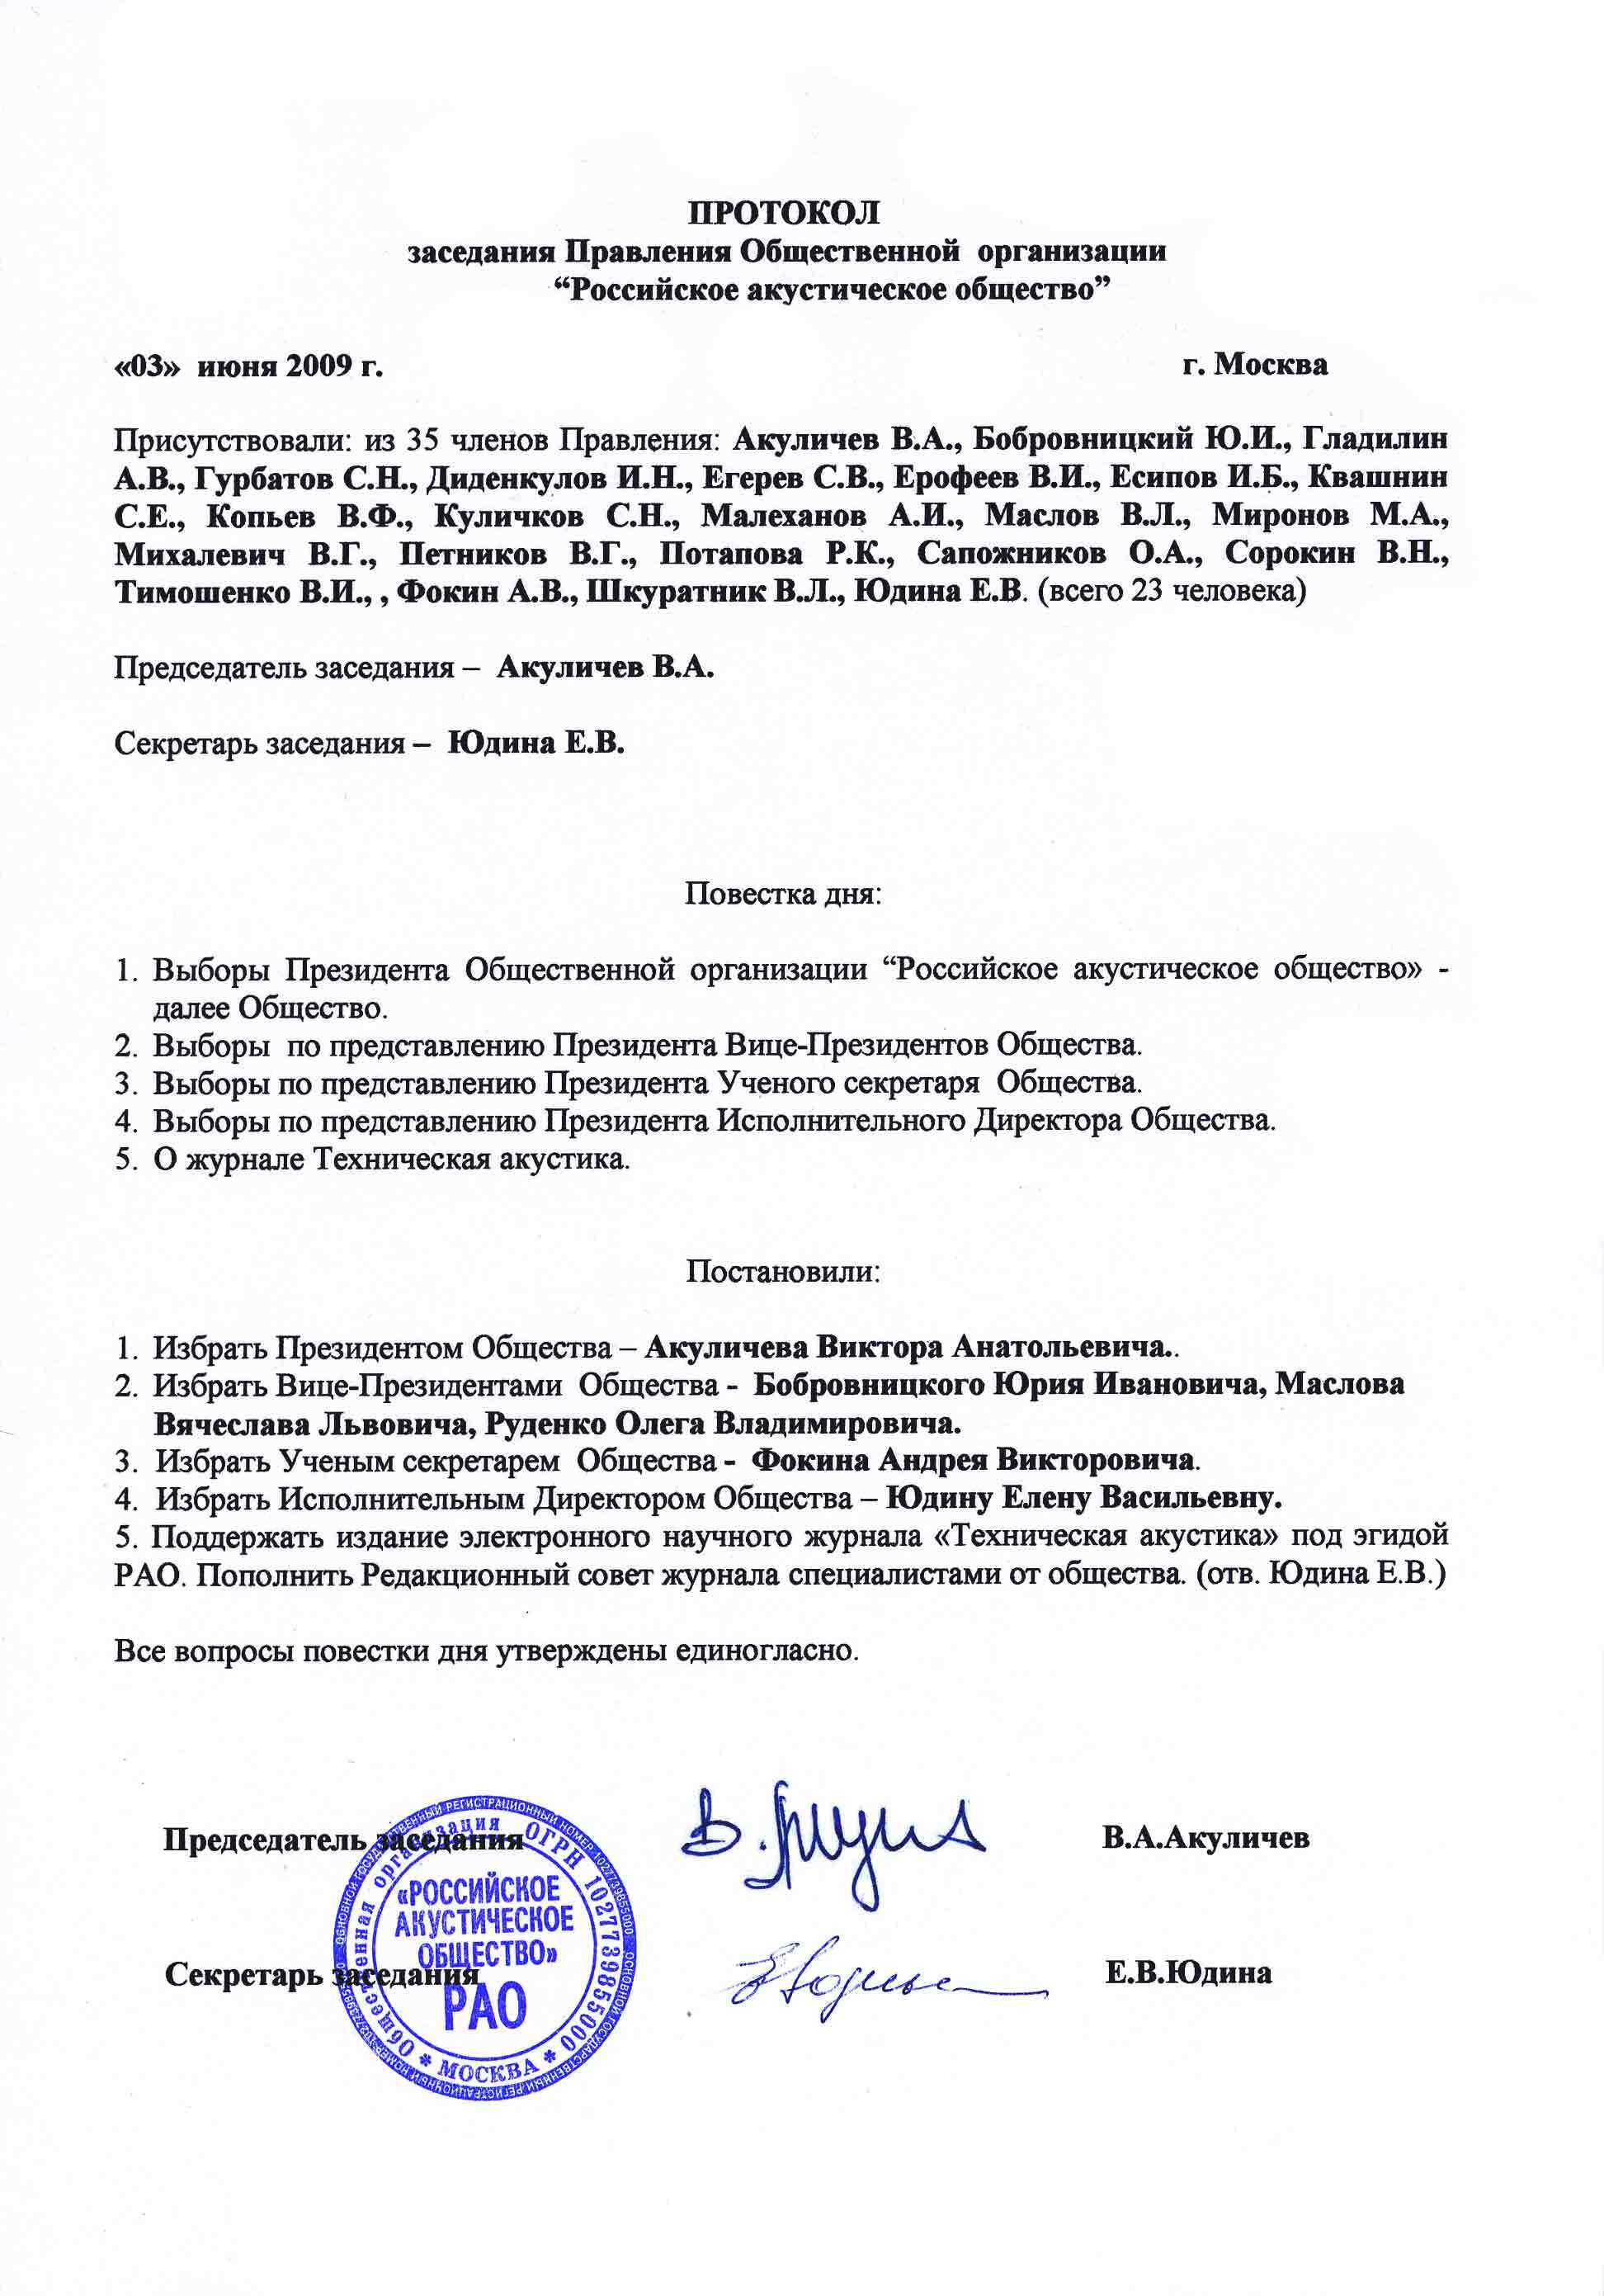 ПРОТОКОЛ
заседания Правления Общественной  организации
“Российское акустическое общество”
«03»  июня 2009 г.
г. Москва
Присутствовали: из 35 членов Правления: Акуличев В.А., Бобровницкий Ю.И., Гладилин
А.В., Гурбатов С.Н., Диденкулов И.Н., Егерев С.В., Ерофеев В.И., Есипов И.Б., Квашнин
С.Е., Копьев В.Ф., Куличков С.Н., Малеханов А.И., Маслов В.Л., Миронов М.А.,
Михалевич В.Г., Петников В.Г., Потапова Р.К., Сапожников О.А., Сорокин В.Н.,
Тимошенко В.И., , Фокин А.В., Шкуратник В.Л., Юдина Е.В. (всего 23 человека)
Председатель заседания –  Акуличев В.А.
Секретарь заседания –  Юдина Е.В.
Повестка дня:
1. Выборы Президента Общественной организации “Российское акустическое общество» -
далее Общество.
2. Выборы  по представлению Президента Вице-Президентов Общества.
3. Выборы по представлению Президента Ученого секретаря  Общества.
4. Выборы по представлению Президента Исполнительного Директора Общества.
5. О журнале Техническая акустика.
Постановили:
1. Избрать Президентом Общества – Акуличева Виктора Анатольевича..
2. Избрать Вице-Президентами  Общества -  Бобровницкого Юрия Ивановича, Маслова
Вячеслава Львовича, Руденко Олега Владимировича.
3. Избрать Ученым секретарем  Общества -  Фокина Андрея Викторовича.
4. Избрать Исполнительным Директором Общества – Юдину Елену Васильевну.
5. Поддержать издание электронного научного журнала «Техническая акустика» под эгидой
РАО. Пополнить Редакционный совет журнала специалистами от общества. (отв. Юдина Е.В.)
Все вопросы повестки дня утверждены единогласно.
Председатель заседания
В.А.Акуличев
Секретарь заседания
Е.В.Юдина
ОСНОВНОЙ ГОСУДАРСТВЕННЫЙ РЕГИСТРАЦИОННЫЙ НОМЕР 1027739855000
Общественная организация ОГРН 1027739855000
«РОССИЙСКОЕ
АКУСТИЧЕСКОЕ
ОБЩЕСТВО»
РАО
* МОСКВА *